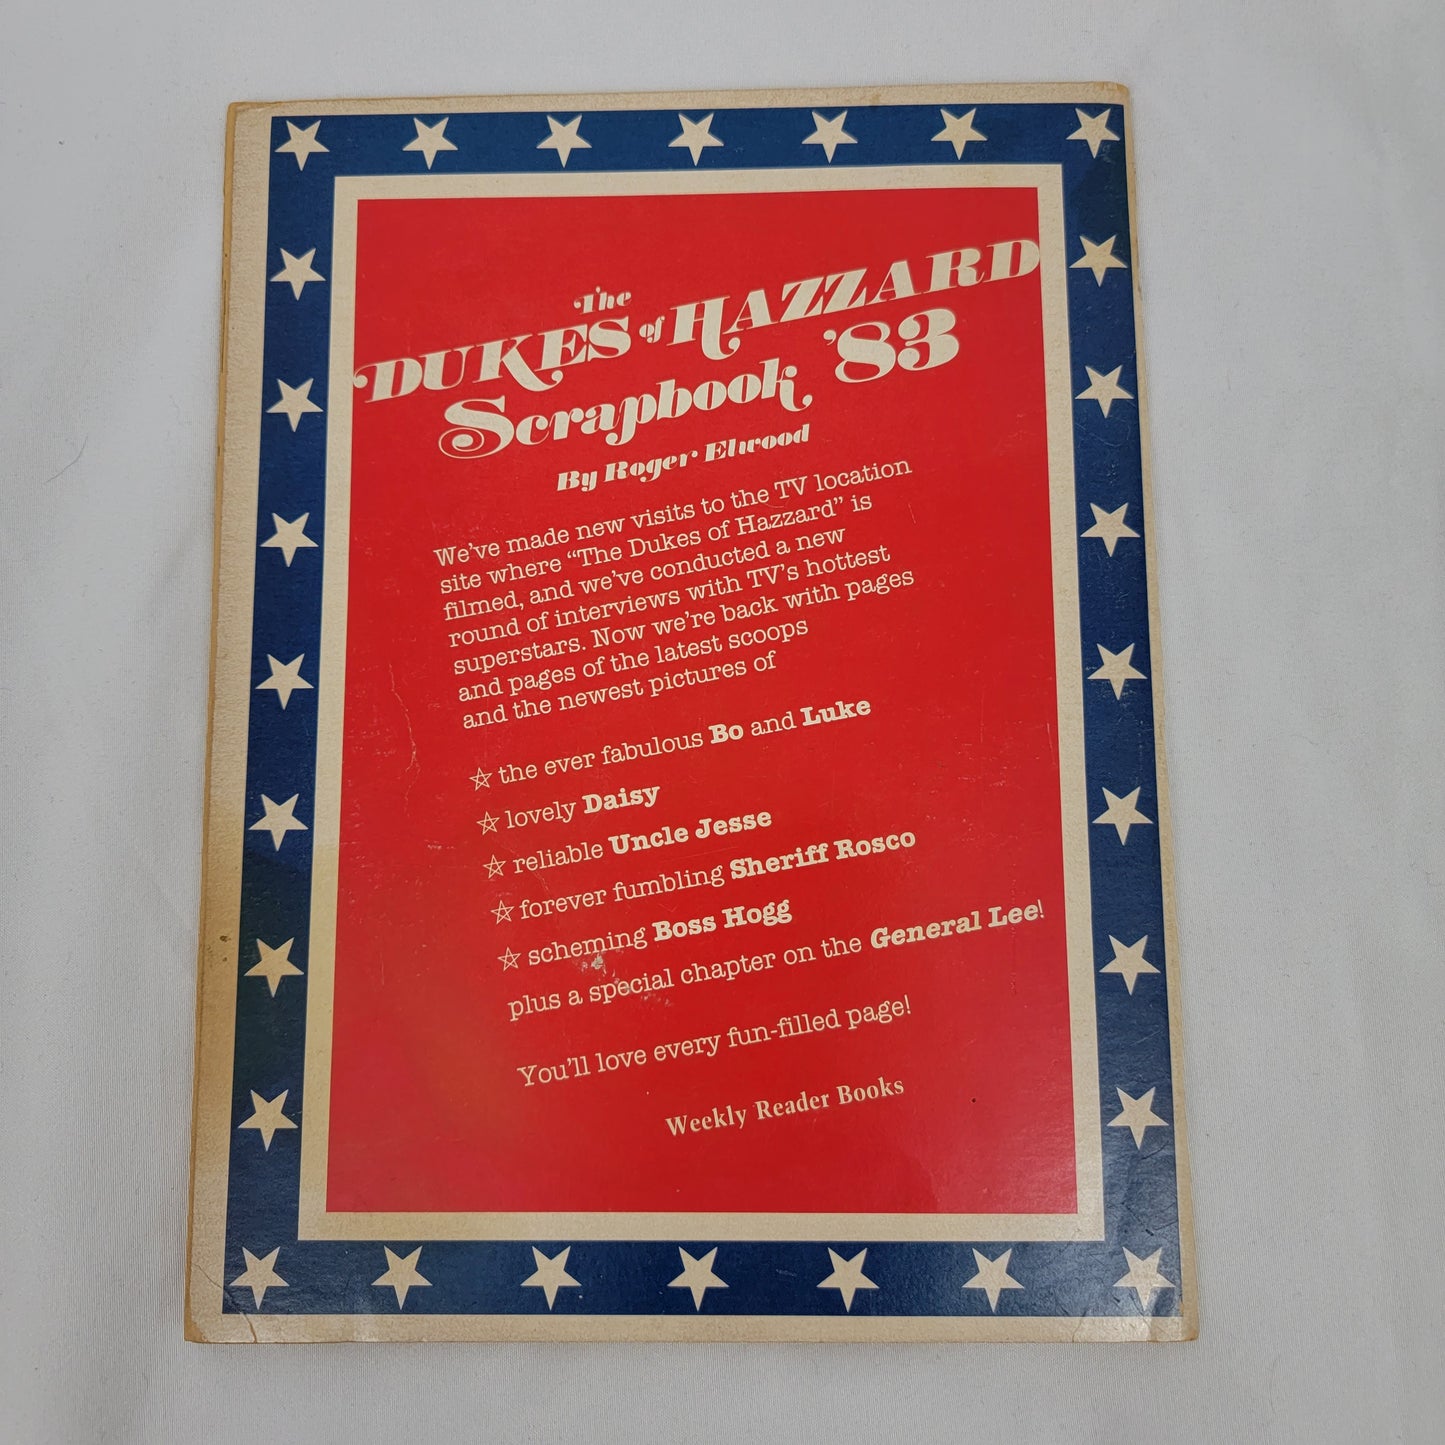 The
DUKES of HAZZARD
Scrapbook '83
By Roger Elwood
We've made new visits to the TV location
site where “The Dukes of Hazzard” is
filmed, and we've conducted a new
round of interviews with TV's hottest
superstars. Now we're back with pages
and pages of the latest scoops
and the newest pictures of
the ever fabulous Bo and Luke
lovely Daisy
reliable Uncle Jesse
forever fumbling Sheriff Rosco
scheming Boss Hogg
plus a special chapter on the General Lee!
You'll love every fun-filled page!
Weekly Reader Books